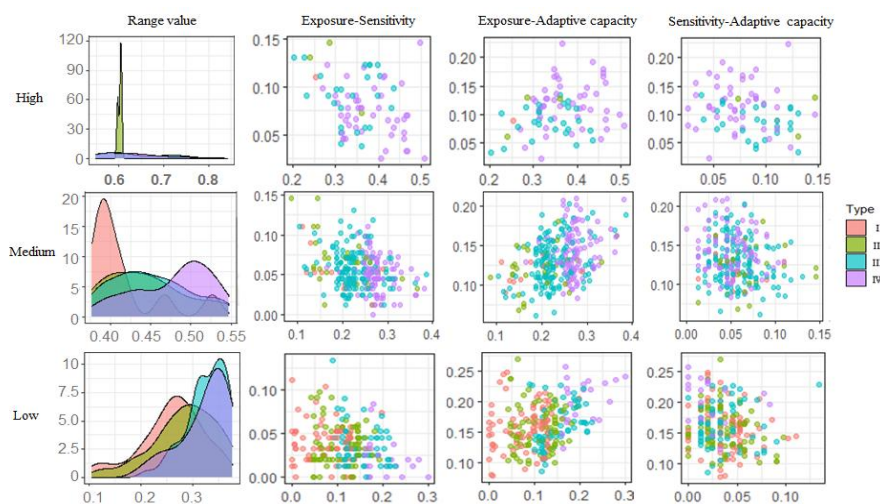 Range value Exposure-Sensitivity Exposure-Adaptive capacity Sensitivity-Adaptive capacity
High
120
90
60
30
0
0.6 0.7 0.8
0.15
0.10
0.05
0.2 0.3 0.4 0.5
0.20
0.15
0.10
0.05
0.1 0.2 0.3 0.4 0.5
0.20
0.15
0.10
0.05
0.05 0.10 0.15
Medium
20
15
10
5
0
0.40 0.45 0.50 0.55
0.15
0.10
0.05
0.00
0.1 0.2 0.3 0.4
0.20
0.15
0.10
0.1 0.2 0.3 0.4
0.20
0.15
0.10
0.00 0.05 0.10 0.15
Type
I
II
III
IV
Low
10
7.5
5.0
2.5
0
0.1 0.2 0.3
0.10
0.05
0.00
0.0 0.1 0.2 0.3
0.25
0.20
0.15
0.10
0.0 0.1 0.2 0.3
0.25
0.20
0.15
0.10
0.00 0.05 0.10